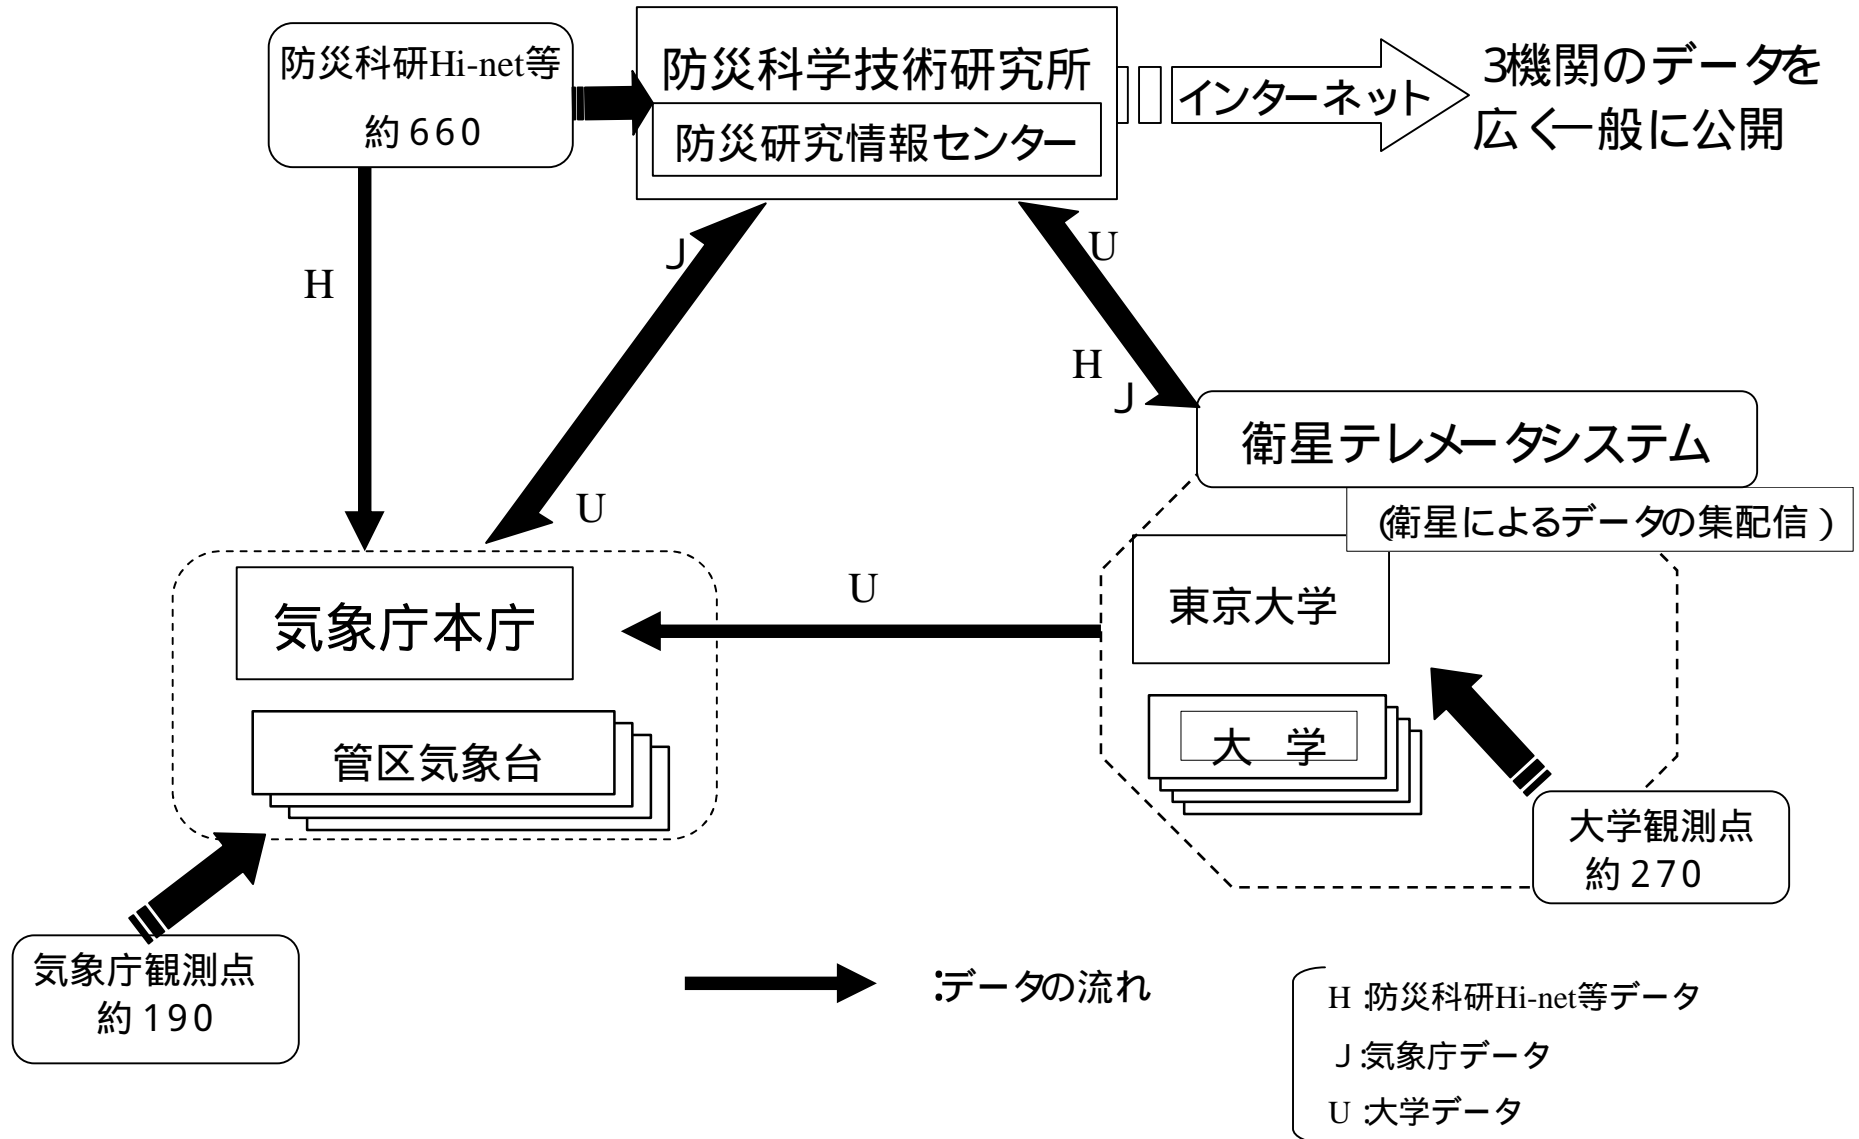 防災科研Hi-net等
約660
防災科学技術研究所
防災研究情報センター
インターネット
3機関のデータを
広く一般に公開
H
J
U
U
H
J
衛星テレメータシステム
(衛星によるデータの集配信)
U
気象庁本庁
管区気象台
東京大学
大 学
大学観測点
約270
気象庁観測点
約190
:データの流れ
H:防災科研Hi-net等データ
J:気象庁データ
U:大学データ